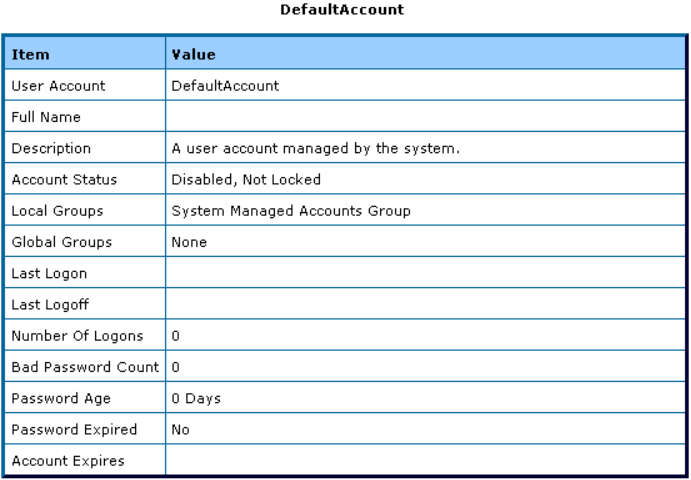 DefaultAccount
Item Value
User Account DefaultAccount
Full Name
Description A user account managed by the system.
Account Status Disabled, Not Locked
Local Groups System Managed Accounts Group
Global Groups None
Last Logon
Last Logoff
Number Of Logons 0
Bad Password Count 0
Password Age 0 Days
Password Expired No
Account Expires